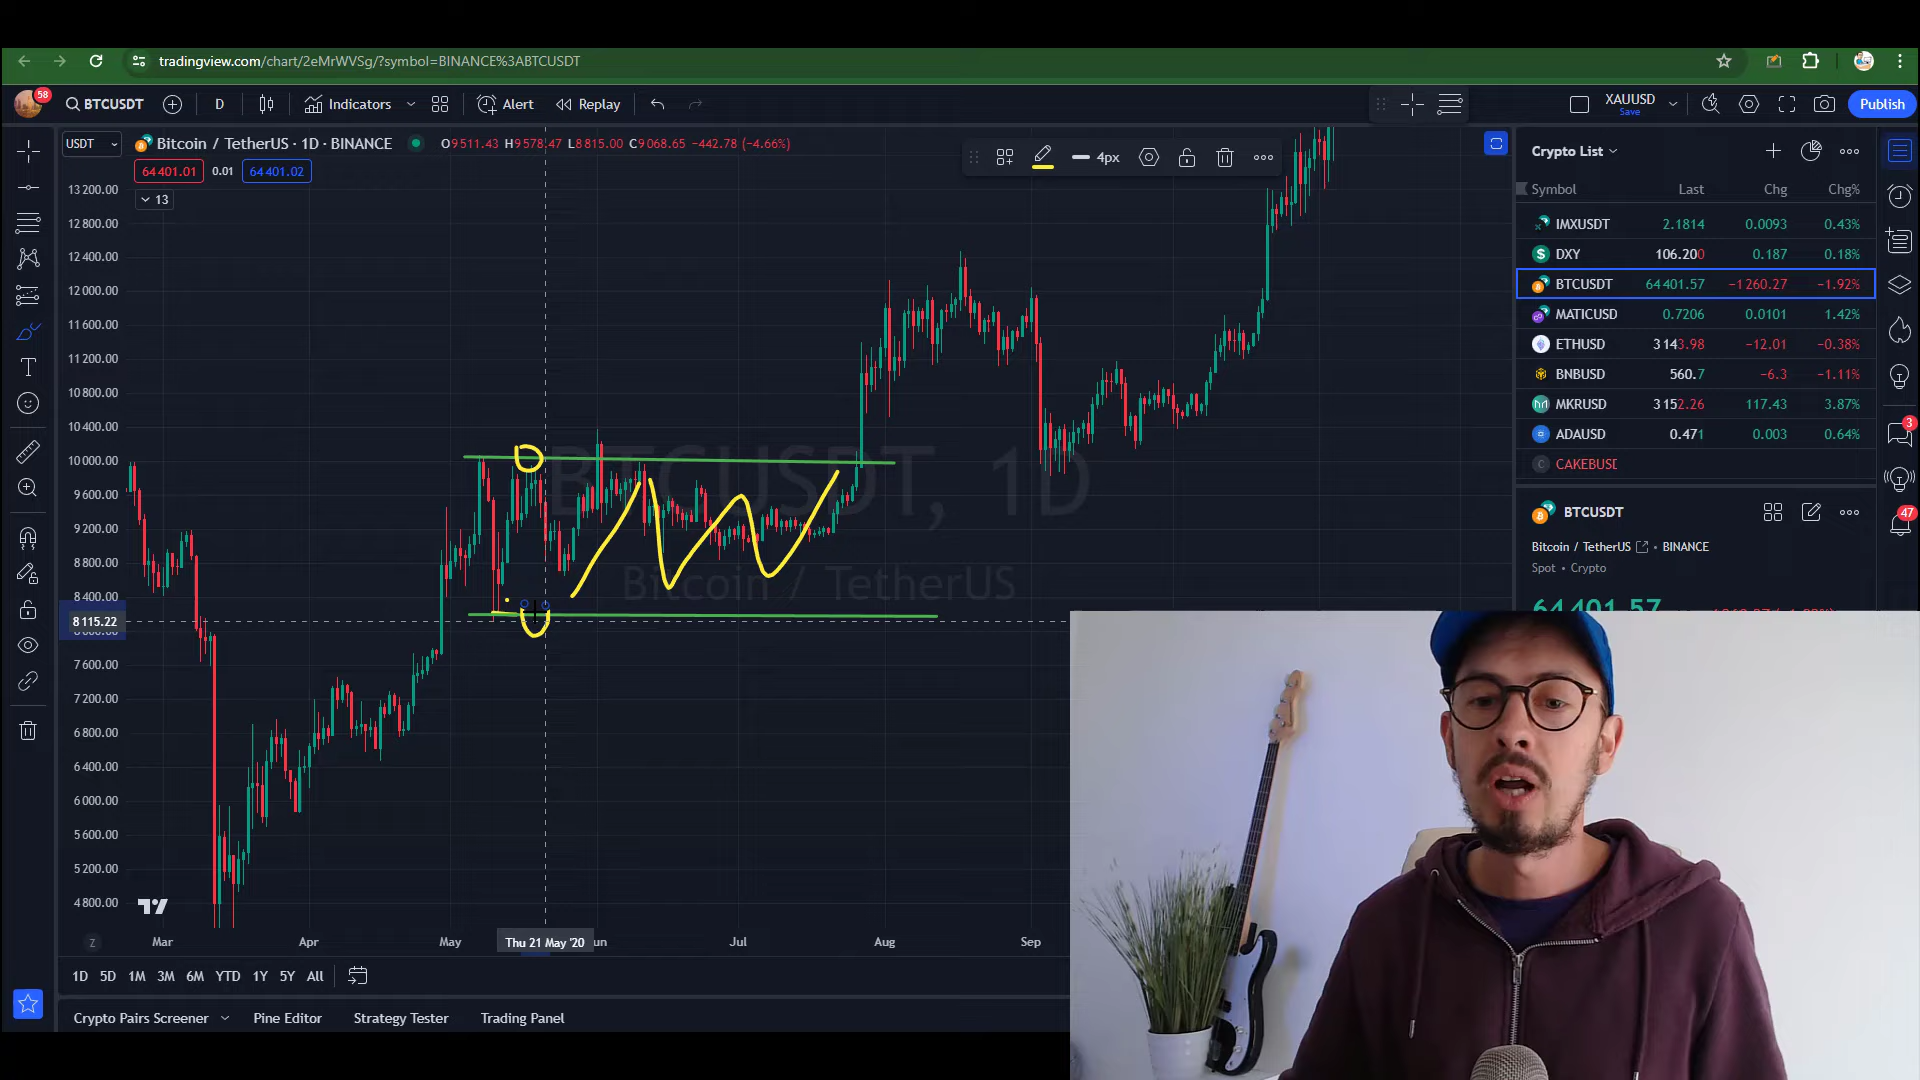 tradingview.com/chart/2eMrWVSg/?symbol=BINANCE%3ABTCUSDT
58 BTCUSDT D Indicators Alert Replay XAUUSD Save Publish
USDT Bitcoin / TetherUS · 1D · BINANCE O9511.43 H9578.47 L8815.00 C9068.65 -442.78 (-4.66%)
64401.01 0.01 64401.02
13
4px
Crypto List
Symbol Last Chg Chg%
IMXUSDT 2.1814 0.0093 0.43%
DXY 106.200 0.187 0.18%
BTCUSDT 64401.57 -1260.27 -1.92%
MATICUSD 0.7206 0.0101 1.42%
ETHUSD 3143.98 -12.01 -0.38%
BNBUSD 560.7 -6.3 -1.11%
MKRUSD 3152.26 117.43 3.87%
ADAUSD 0.471 0.003 0.64%
CAKEBUSD
3
47
BTCUSDT
Bitcoin / TetherUS · BINANCE
Spot · Crypto
64401.57
13200.00
12800.00
12400.00
12000.00
11600.00
11200.00
10800.00
10400.00
10000.00
9600.00
9200.00
8800.00
8400.00
8115.22
8000.00
7600.00
7200.00
6800.00
6400.00
6000.00
5600.00
5200.00
4800.00
BTCUSDT, 1D
Bitcoin / TetherUS
Z Mar Apr May Thu 21 May '20 un Jul Aug Sep
1D 5D 1M 3M 6M YTD 1Y 5Y All
Crypto Pairs Screener Pine Editor Strategy Tester Trading Panel